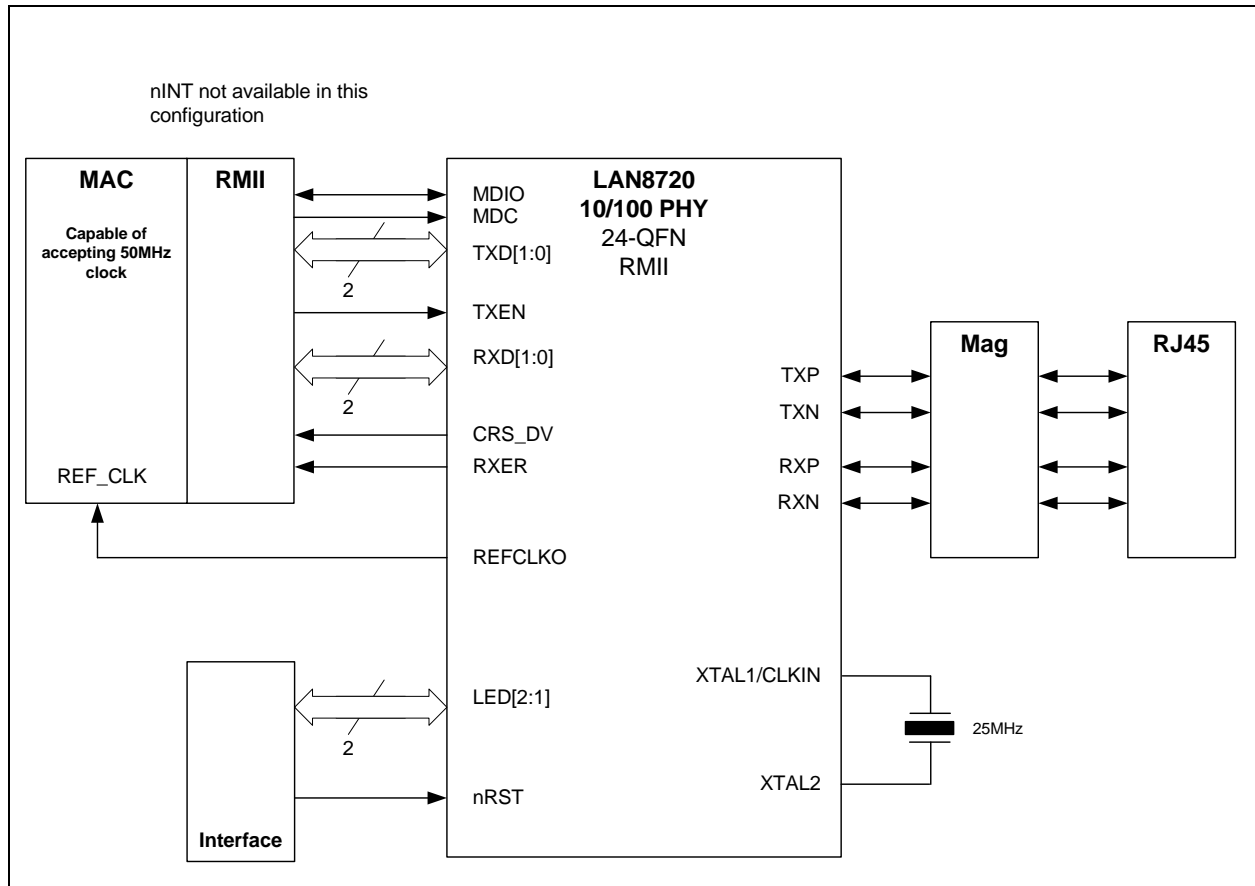 nINT not available in this
configuration
MAC
RMII
Capable of
accepting 50MHz
clock
REF_CLK
MDIO
MDC
TXD[1:0]
2
TXEN
RXD[1:0]
2
CRS_DV
RXER
REFCLKO
LED[2:1]
2
nRST
Interface
LAN8720
10/100 PHY
24-QFN
RMII
TXP
TXN
RXP
RXN
XTAL1/CLKIN
XTAL2
Mag
RJ45
25MHz